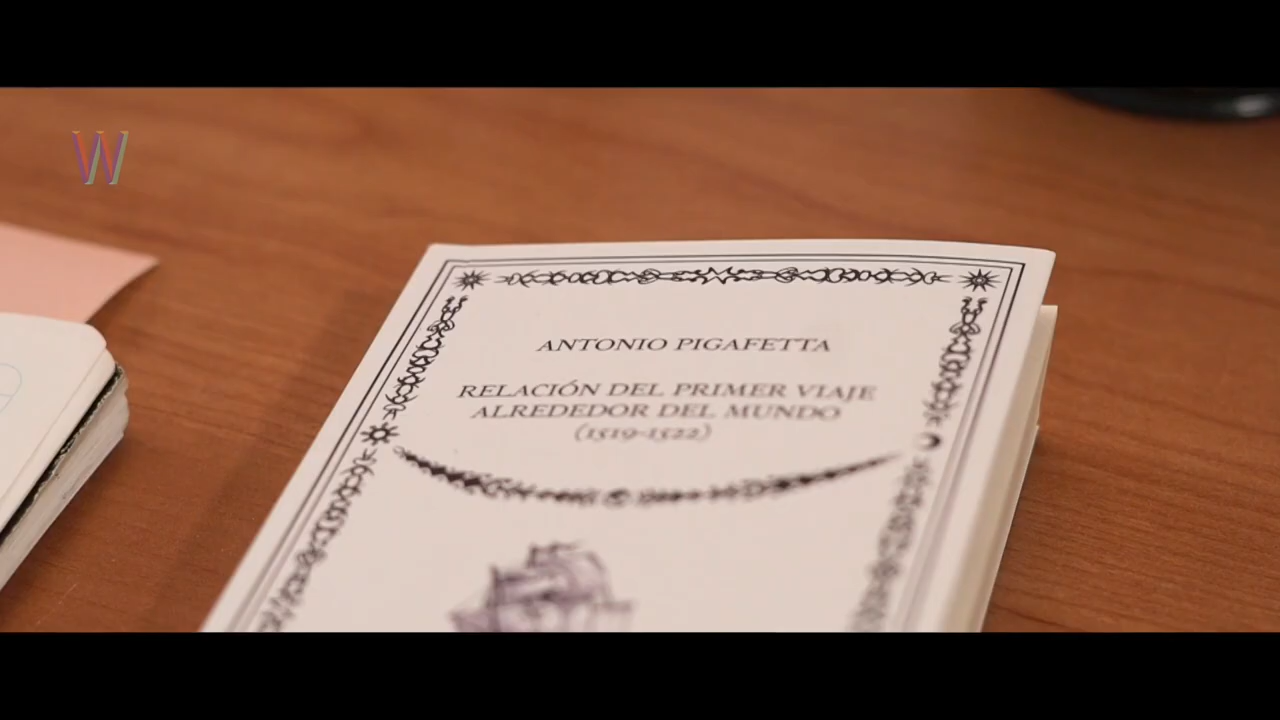 W
ANTONIO PIGAFETTA
RELACIÓN DEL PRIMER VIAJE
ALREDEDOR DEL MUNDO
(1519-1522)